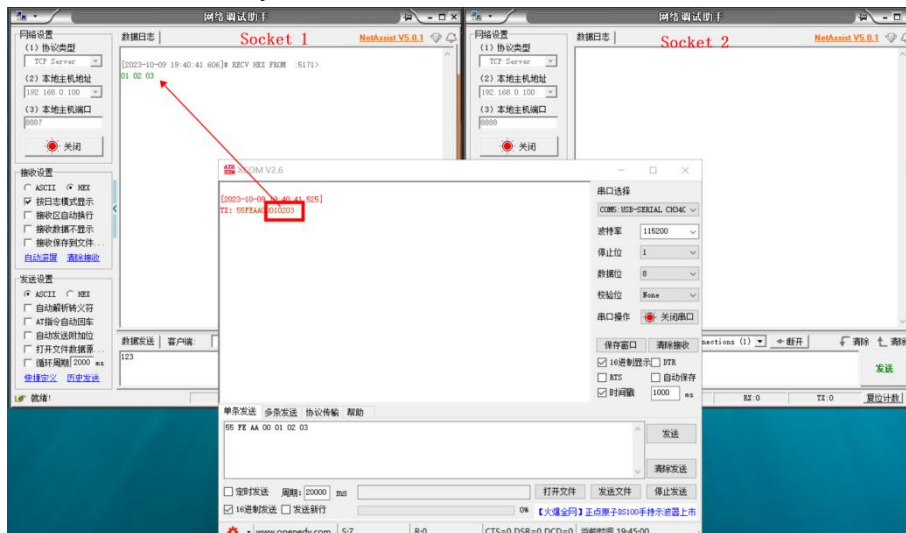 网络调试助手
网络设置
(1) 协议类型
TCP Server
(2) 本地主机地址
192.168.0.100
(3) 本地主机端口
8887
关闭
接收设置
ASCII HEX
按日志模式显示
接收区自动换行
接收数据不显示
接收保存到文件...
自动滚屏 清除接收
发送设置
ASCII HEX
自动解析转义符
AT指令自动回车
自动发送附加位
打开文件数据源...
循环周期 2000 ms
快捷定义 历史发送
就绪!
数据日志
Socket 1
NetAssist V5.0.1
[2023-10-09 19:40:41.606]# RECV HEX FROM :5171>
01 02 03
数据发送 客户端:
123
网络调试助手
网络设置
(1) 协议类型
TCP Server
(2) 本地主机地址
192.168.0.100
(3) 本地主机端口
8888
关闭
数据日志
Socket 2
NetAssist V5.0.1
nections (1) 断开 清除 清除
发送
RX:0 TX:0 复位计数
XCOM V2.6
[2023-10-09 19:40:41.525]
TX: 55FEAA00010203
串口选择
COM5: USB-SERIAL CH34C
波特率 115200
停止位 1
数据位 8
校验位 None
串口操作 关闭串口
保存窗口 清除接收
16进制显示 DTR
RTS 自动保存
时间戳 1000 ms
单条发送 多条发送 协议传输 帮助
55 FE AA 00 01 02 03
发送
清除发送
定时发送 周期: 20000 ms 打开文件 发送文件 停止发送
16进制发送 发送新行 0% 【火爆全网】正点原子DS100手持示波器上市
www.openedv.com S:7 R:0 CTS=0 DSR=0 DCD=0 当前时间 19:45:00